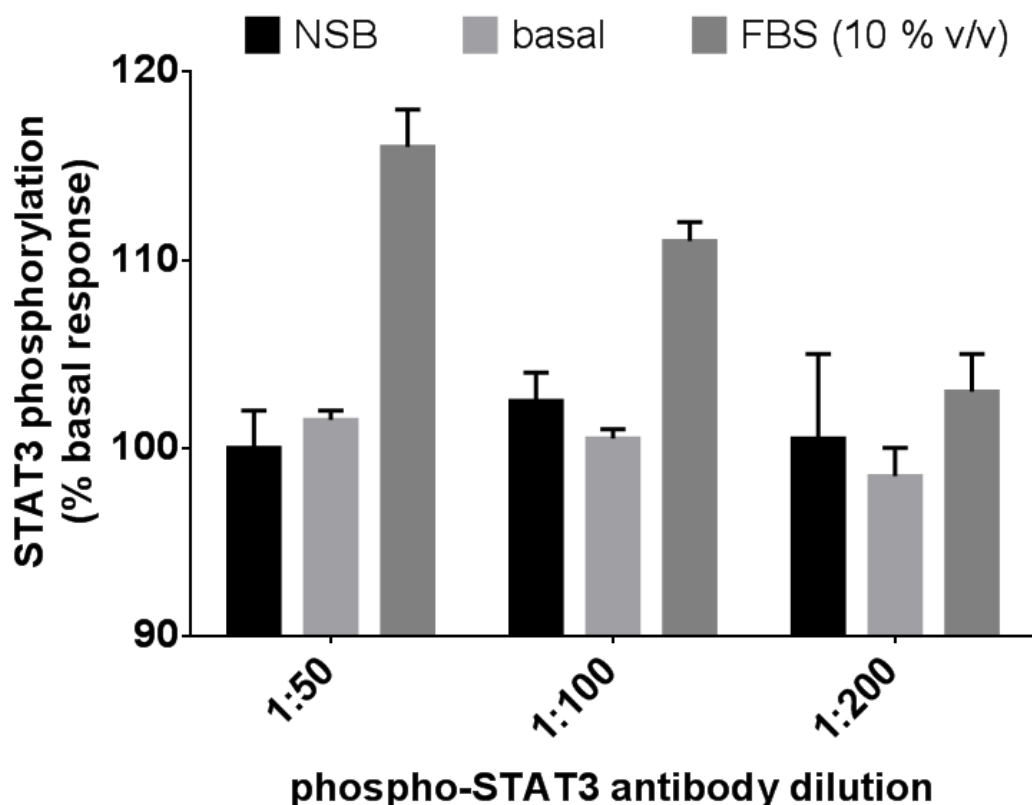 NSB basal FBS (10 % v/v)
STAT3 phosphorylation
(% basal response)
120
110
100
90
1:50 1:100 1:200
phospho-STAT3 antibody dilution